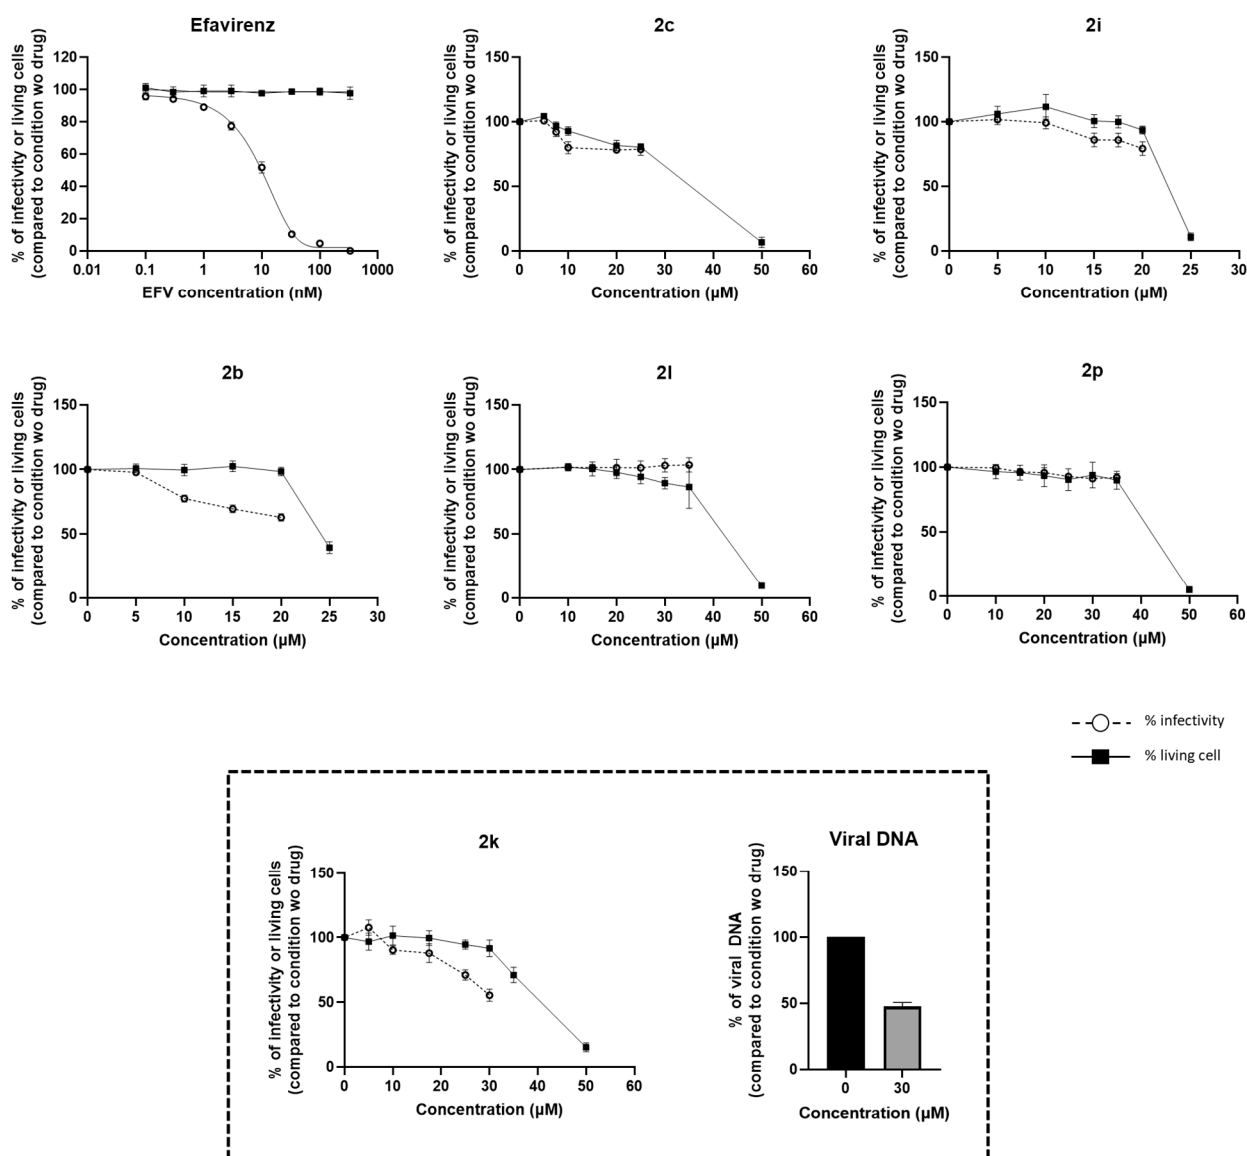 Efavirenz
% of infectivity or living cells
(compared to condition wo drug)
120
100
80
60
40
20
0
0.01 0.1 1 10 100 1000
EFV concentration (nM)
2c
% of infectivity or living cells
(compared to condition wo drug)
150
100
50
0
0 10 20 30 40 50 60
Concentration (µM)
2i
% of infectivity or living cells
(compared to condition wo drug)
150
100
50
0
0 5 10 15 20 25 30
Concentration (µM)
2b
% of infectivity or living cells
(compared to condition wo drug)
150
100
50
0
0 5 10 15 20 25 30
Concentration (µM)
2l
% of infectivity or living cells
(compared to condition wo drug)
150
100
50
0
0 10 20 30 40 50 60
Concentration (µM)
2p
% of infectivity or living cells
(compared to condition wo drug)
150
100
50
0
0 10 20 30 40 50 60
Concentration (µM)
% infectivity
% living cell
2k
% of infectivity or living cells
(compared to condition wo drug)
150
100
50
0
0 10 20 30 40 50 60
Concentration (µM)
Viral DNA
% of viral DNA
(compared to condition wo drug)
150
100
50
0
0 30
Concentration (µM)